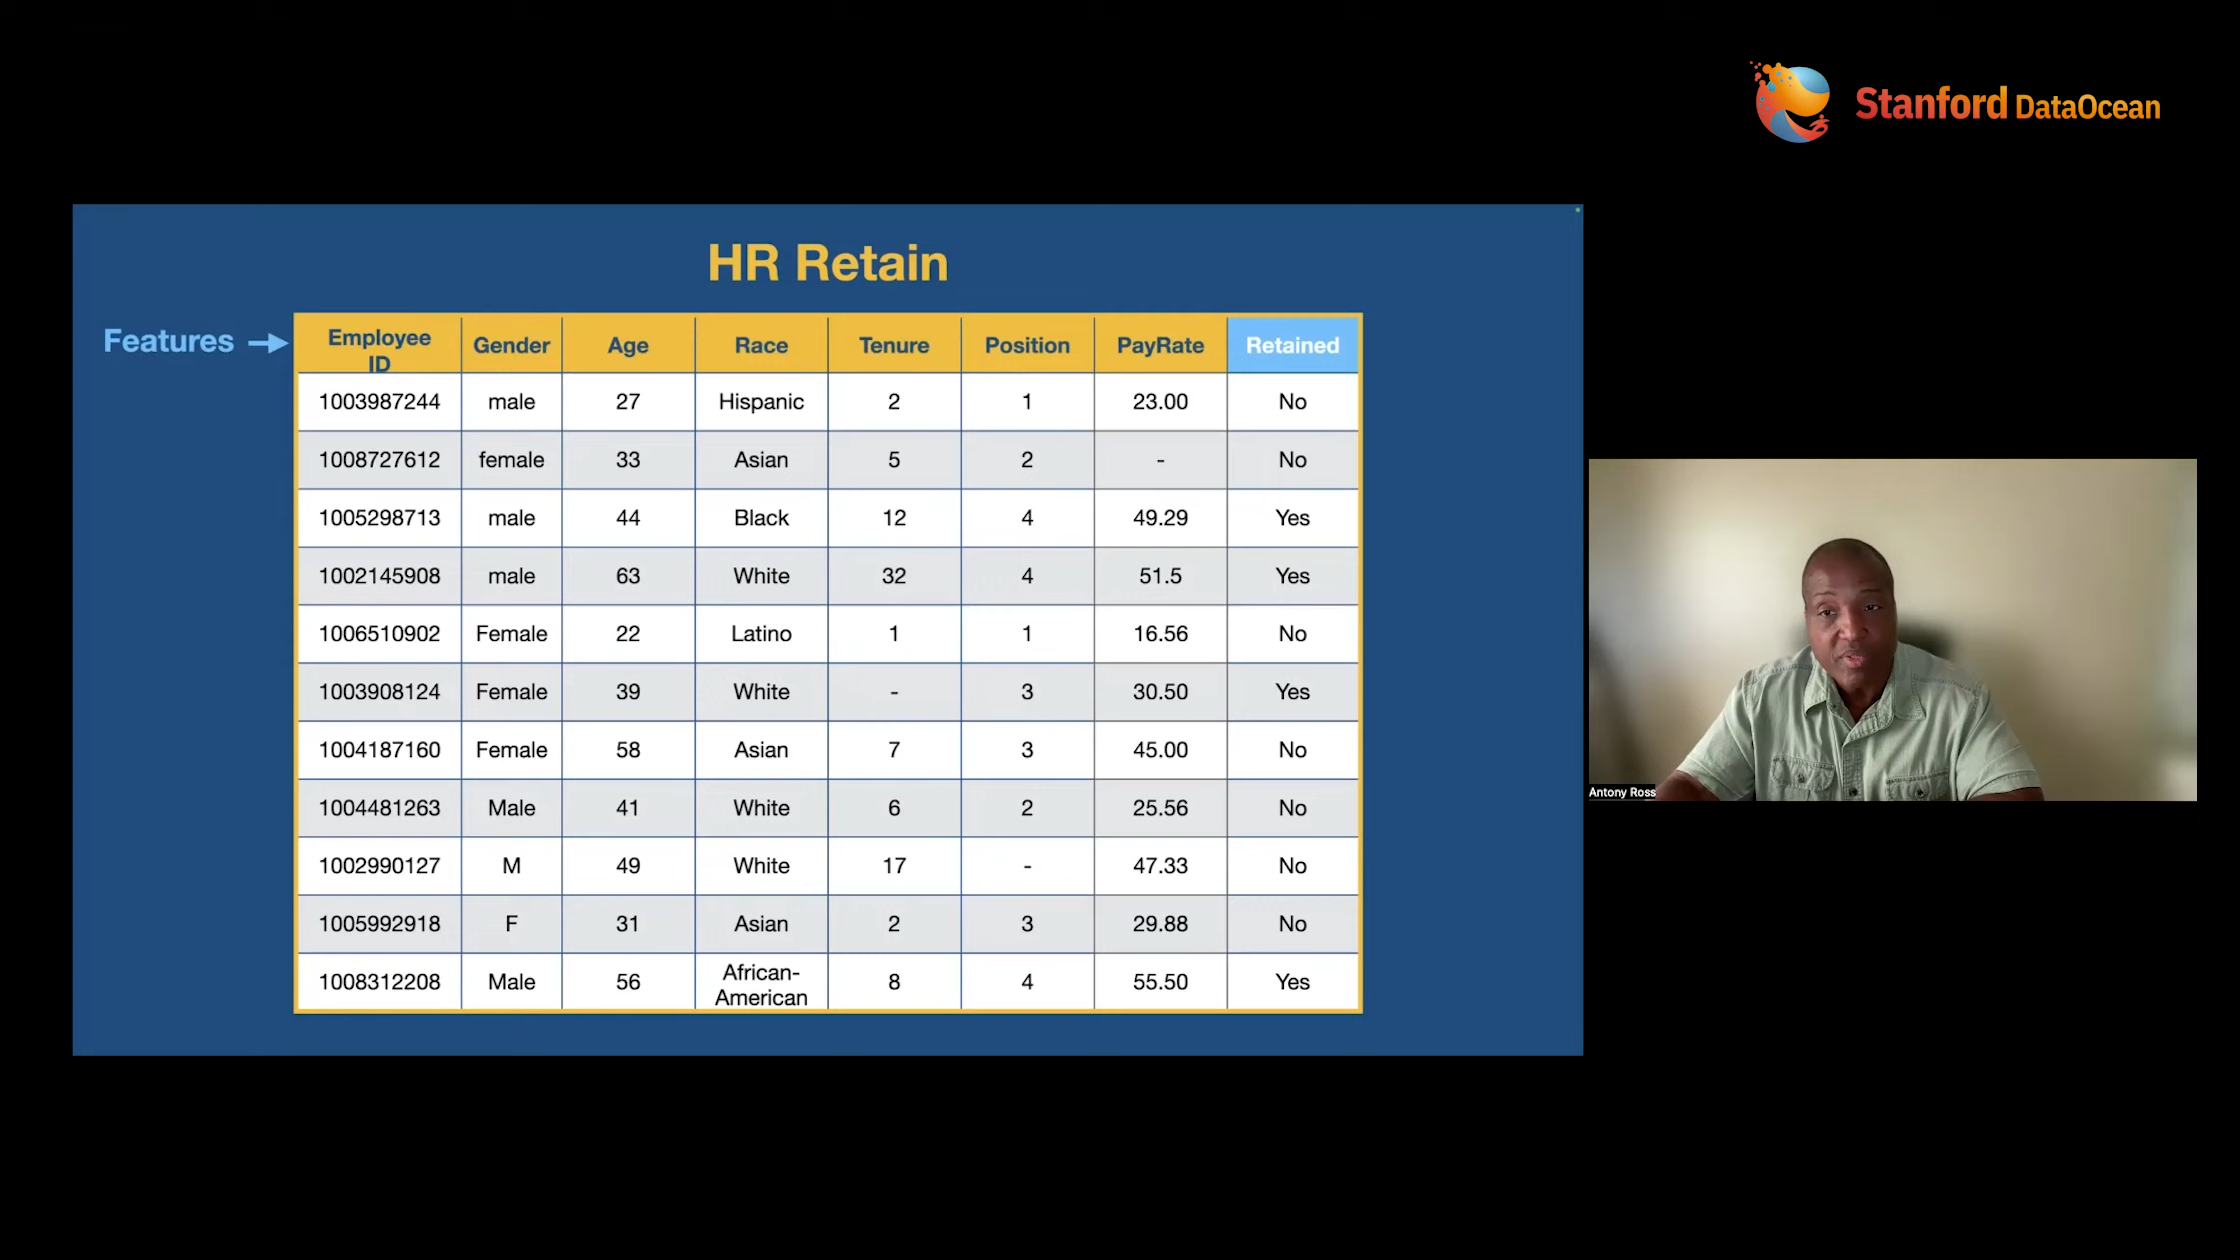 Stanford DataOcean
HR Retain
Features
Employee ID Gender Age Race Tenure Position PayRate Retained
1003987244 male 27 Hispanic 2 1 23.00 No
1008727612 female 33 Asian 5 2 - No
1005298713 male 44 Black 12 4 49.29 Yes
1002145908 male 63 White 32 4 51.5 Yes
1006510902 Female 22 Latino 1 1 16.56 No
1003908124 Female 39 White - 3 30.50 Yes
1004187160 Female 58 Asian 7 3 45.00 No
1004481263 Male 41 White 6 2 25.56 No
1002990127 M 49 White 17 - 47.33 No
1005992918 F 31 Asian 2 3 29.88 No
1008312208 Male 56 African-American 8 4 55.50 Yes
Antony Ross